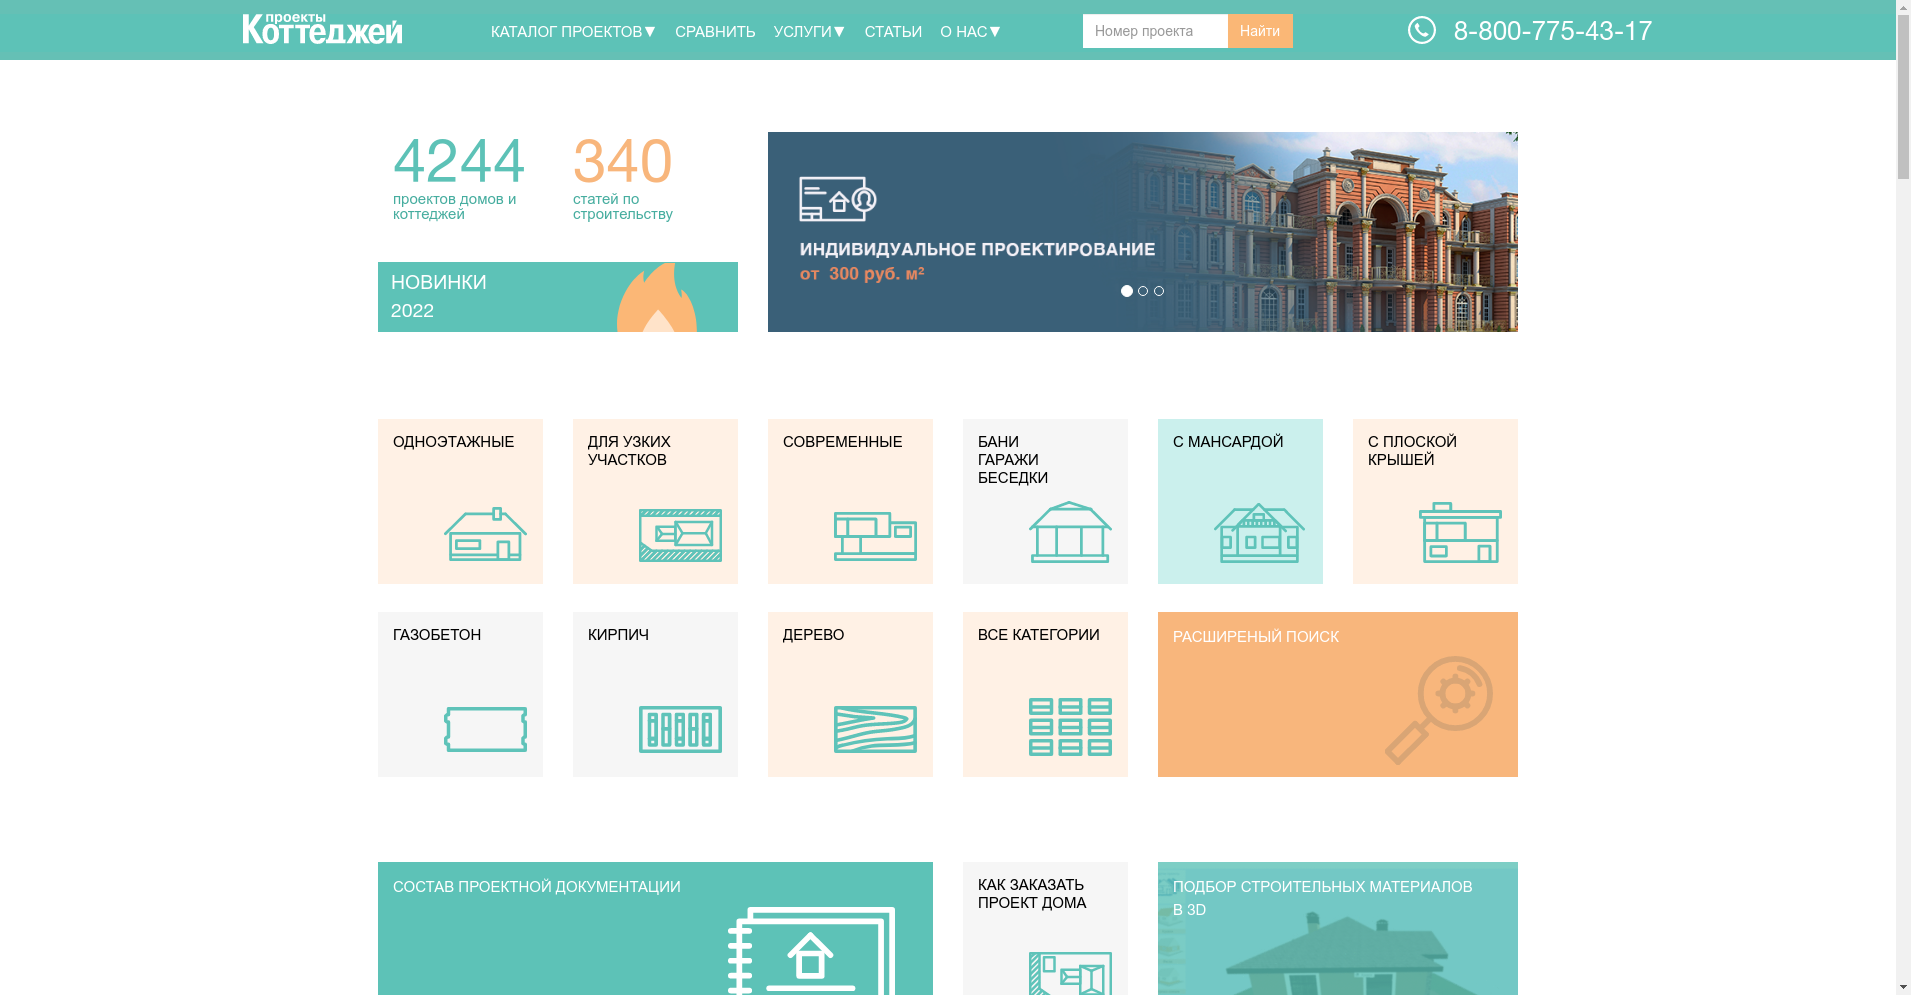 проекты
Коттеджей
КАТАЛОГ ПРОЕКТОВ▼ СРАВНИТЬ УСЛУГИ▼ СТАТЬИ О НАС▼
Номер проекта
Найти
8-800-775-43-17
4244
проектов домов и
коттеджей
340
статей по
строительству
НОВИНКИ
2022
ИНДИВИДУАЛЬНОЕ ПРОЕКТИРОВАНИЕ
от 300 руб. м²
ОДНОЭТАЖНЫЕ
ДЛЯ УЗКИХ
УЧАСТКОВ
СОВРЕМЕННЫЕ
БАНИ
ГАРАЖИ
БЕСЕДКИ
С МАНСАРДОЙ
С ПЛОСКОЙ
КРЫШЕЙ
ГАЗОБЕТОН
КИРПИЧ
ДЕРЕВО
ВСЕ КАТЕГОРИИ
РАСШИРЕНЫЙ ПОИСК
СОСТАВ ПРОЕКТНОЙ ДОКУМЕНТАЦИИ
КАК ЗАКАЗАТЬ
ПРОЕКТ ДОМА
ПОДБОР СТРОИТЕЛЬНЫХ МАТЕРИАЛОВ
В 3D